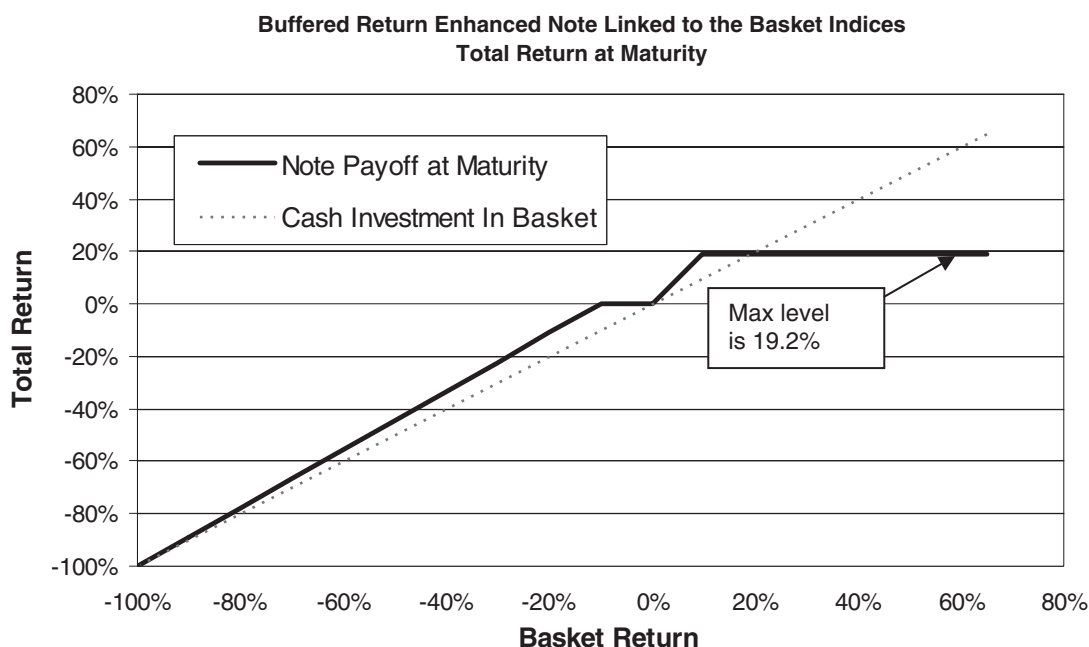 Buffered Return Enhanced Note Linked to the Basket Indices
Total Return at Maturity
80%
60%
40%
20%
0%
-20%
-40%
-60%
-80%
-100%
Total Return
Note Payoff at Maturity
Cash Investment In Basket
Max level
is 19.2%
-100% -80% -60% -40% -20% 0% 20% 40% 60% 80%
Basket Return